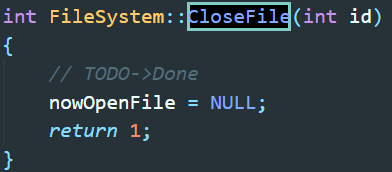 int FileSystem::CloseFile(int id)
{
    // TODO->Done
    nowOpenFile = NULL;
    return 1;
}